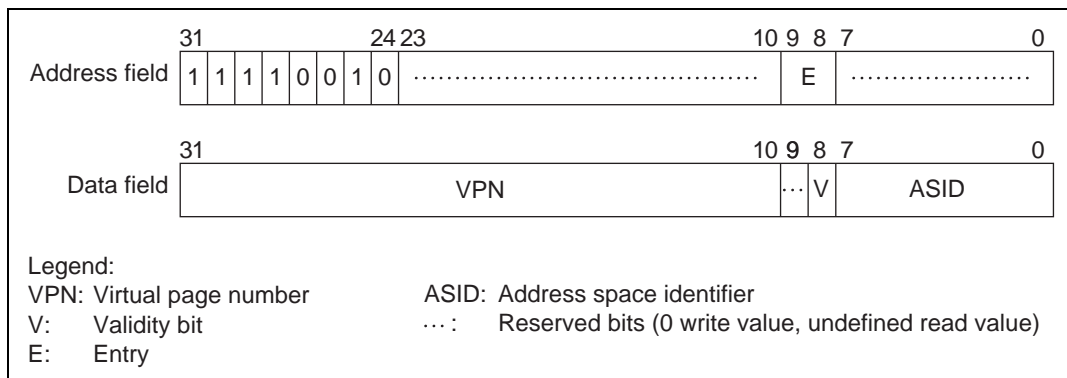 31 24 23 10 9 8 7 0
Address field 1 1 1 1 0 0 1 0 ······································· E ·····················
31 10 9 8 7 0
Data field VPN ··· V ASID
Legend:
VPN: Virtual page number ASID: Address space identifier
V: Validity bit ··· : Reserved bits (0 write value, undefined read value)
E: Entry